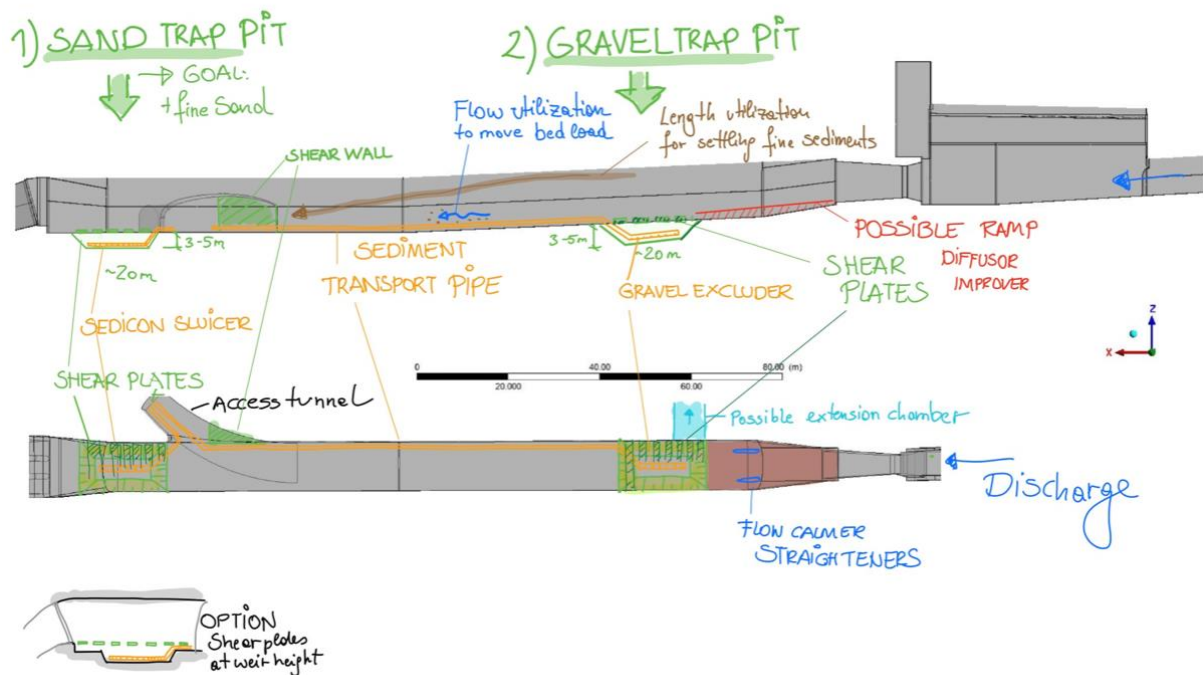 1) SAND TRAP PIT
→ GOAL:
+ fine Sand
2) GRAVELTRAP PIT
Flow utilization
to move bed load
Length utilization
for settling fine sediments
SHEAR WALL
3-5m
~20m
SEDIMENT
TRANSPORT PIPE
3-5m
~20m
GRAVEL EXCLUDER
SHEAR
PLATES
POSSIBLE RAMP
DIFFUSOR
IMPROVER
SEDICON SLUICER
Z
X
0
40.00
80.00 (m)
20.000
60.00
SHEAR PLATES
Access tunnel
Possible extension chamber
Discharge
FLOW CALMER
STRAIGHTENERS
OPTION
Shear plates
at weir height